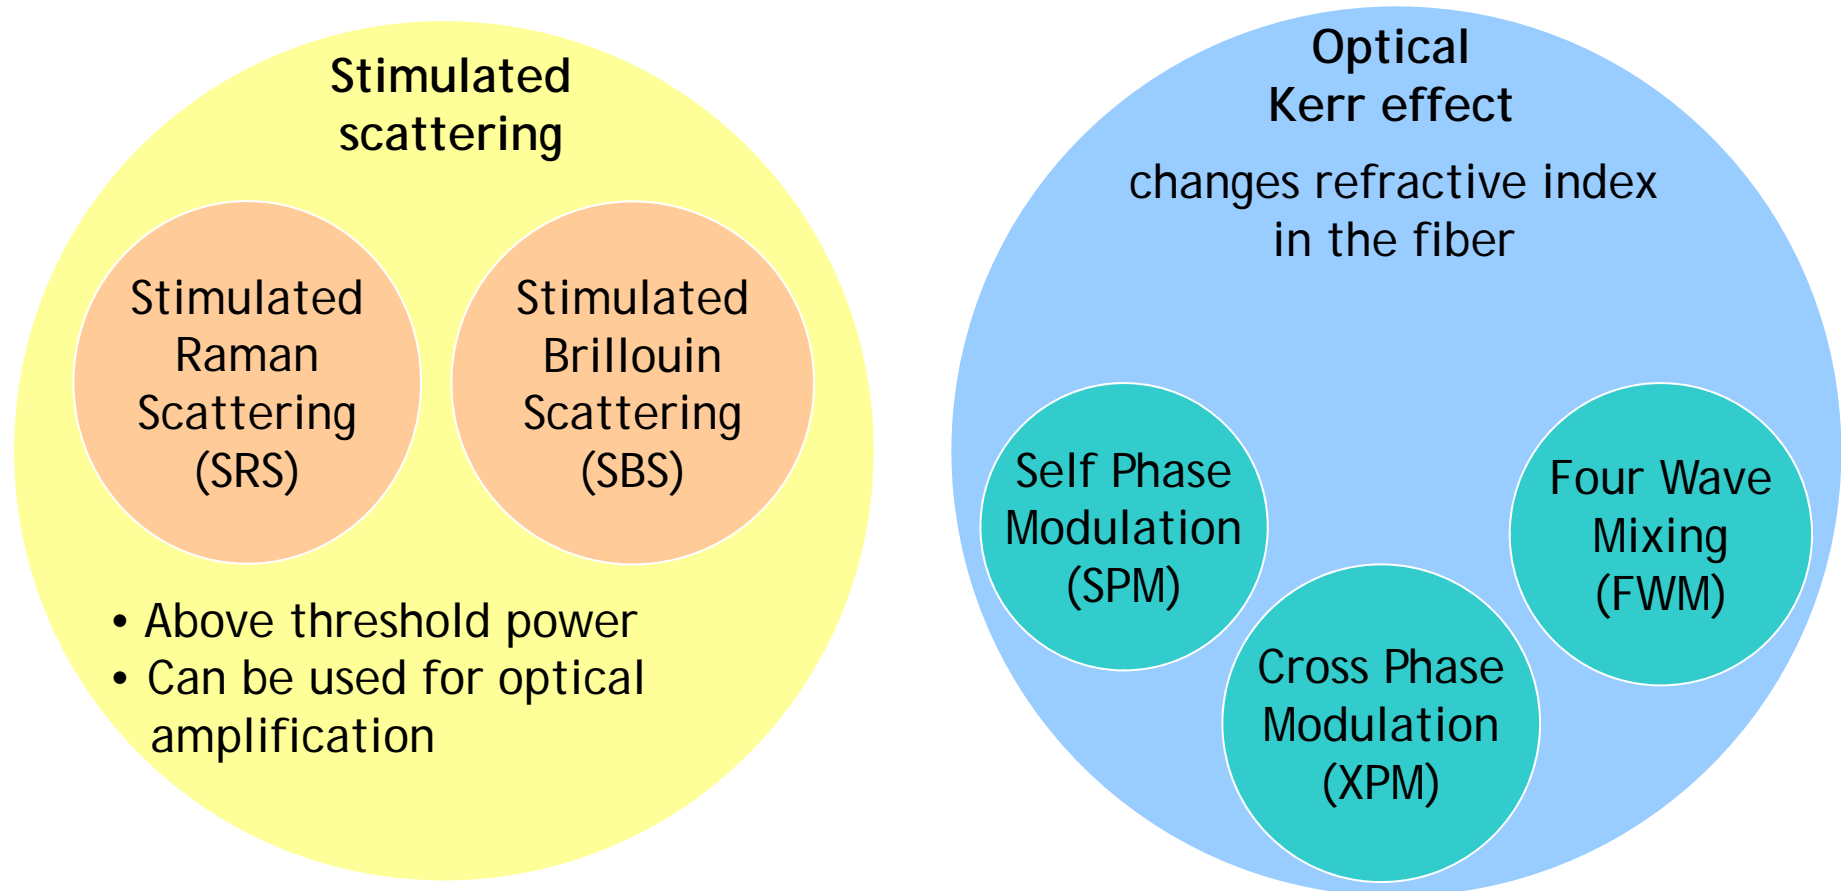 Stimulated
scattering
Stimulated
Raman
Scattering
(SRS)
Stimulated
Brillouin
Scattering
(SBS)
• Above threshold power
• Can be used for optical
amplification
Optical
Kerr effect
changes refractive index
in the fiber
Self Phase
Modulation
(SPM)
Cross Phase
Modulation
(XPM)
Four Wave
Mixing
(FWM)